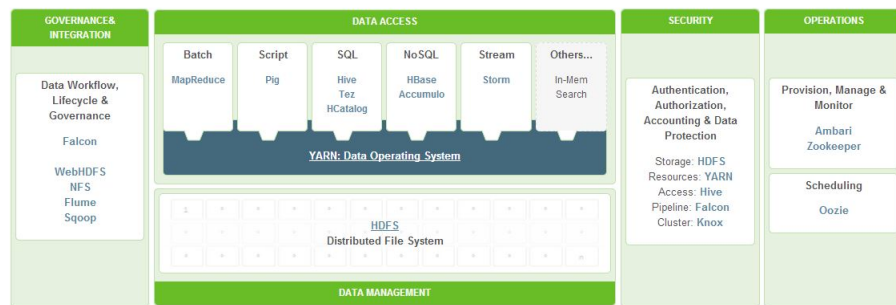 GOVERNANCE&
INTEGRATION
Data Workflow,
Lifecycle &
Governance
Falcon
WebHDFS
NFS
Flume
Sqoop
DATA ACCESS
Batch
MapReduce
Script
Pig
SQL
Hive
Tez
HCatalog
NoSQL
HBase
Accumulo
Stream
Storm
Others...
In-Mem
Search
YARN: Data Operating System
HDFS
Distributed File System
DATA MANAGEMENT
SECURITY
Authentication,
Authorization,
Accounting & Data
Protection
Storage: HDFS
Resources: YARN
Access: Hive
Pipeline: Falcon
Cluster: Knox
OPERATIONS
Provision, Manage &
Monitor
Ambari
Zookeeper
Scheduling
Oozie